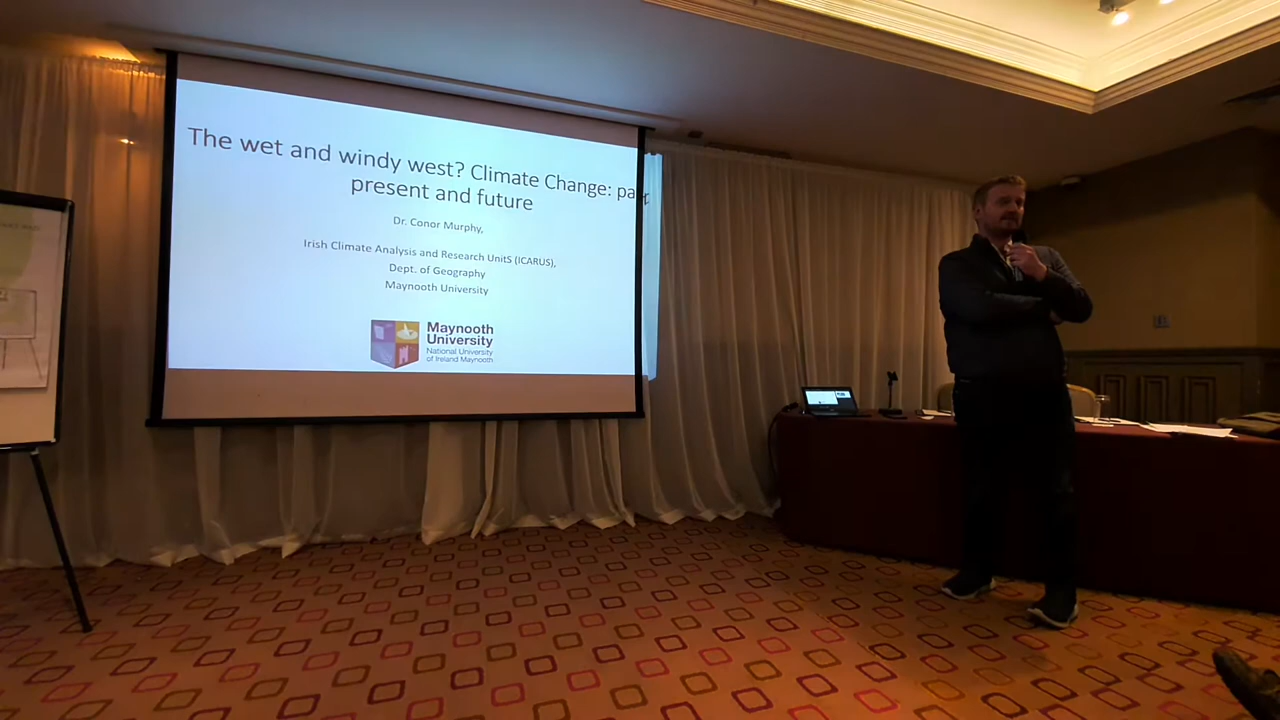 The wet and windy west? Climate Change: past
present and future
Dr. Conor Murphy,
Irish Climate Analysis and Research UnitS (ICARUS),
Dept. of Geography
Maynooth University
Maynooth
University
National University
of Ireland Maynooth